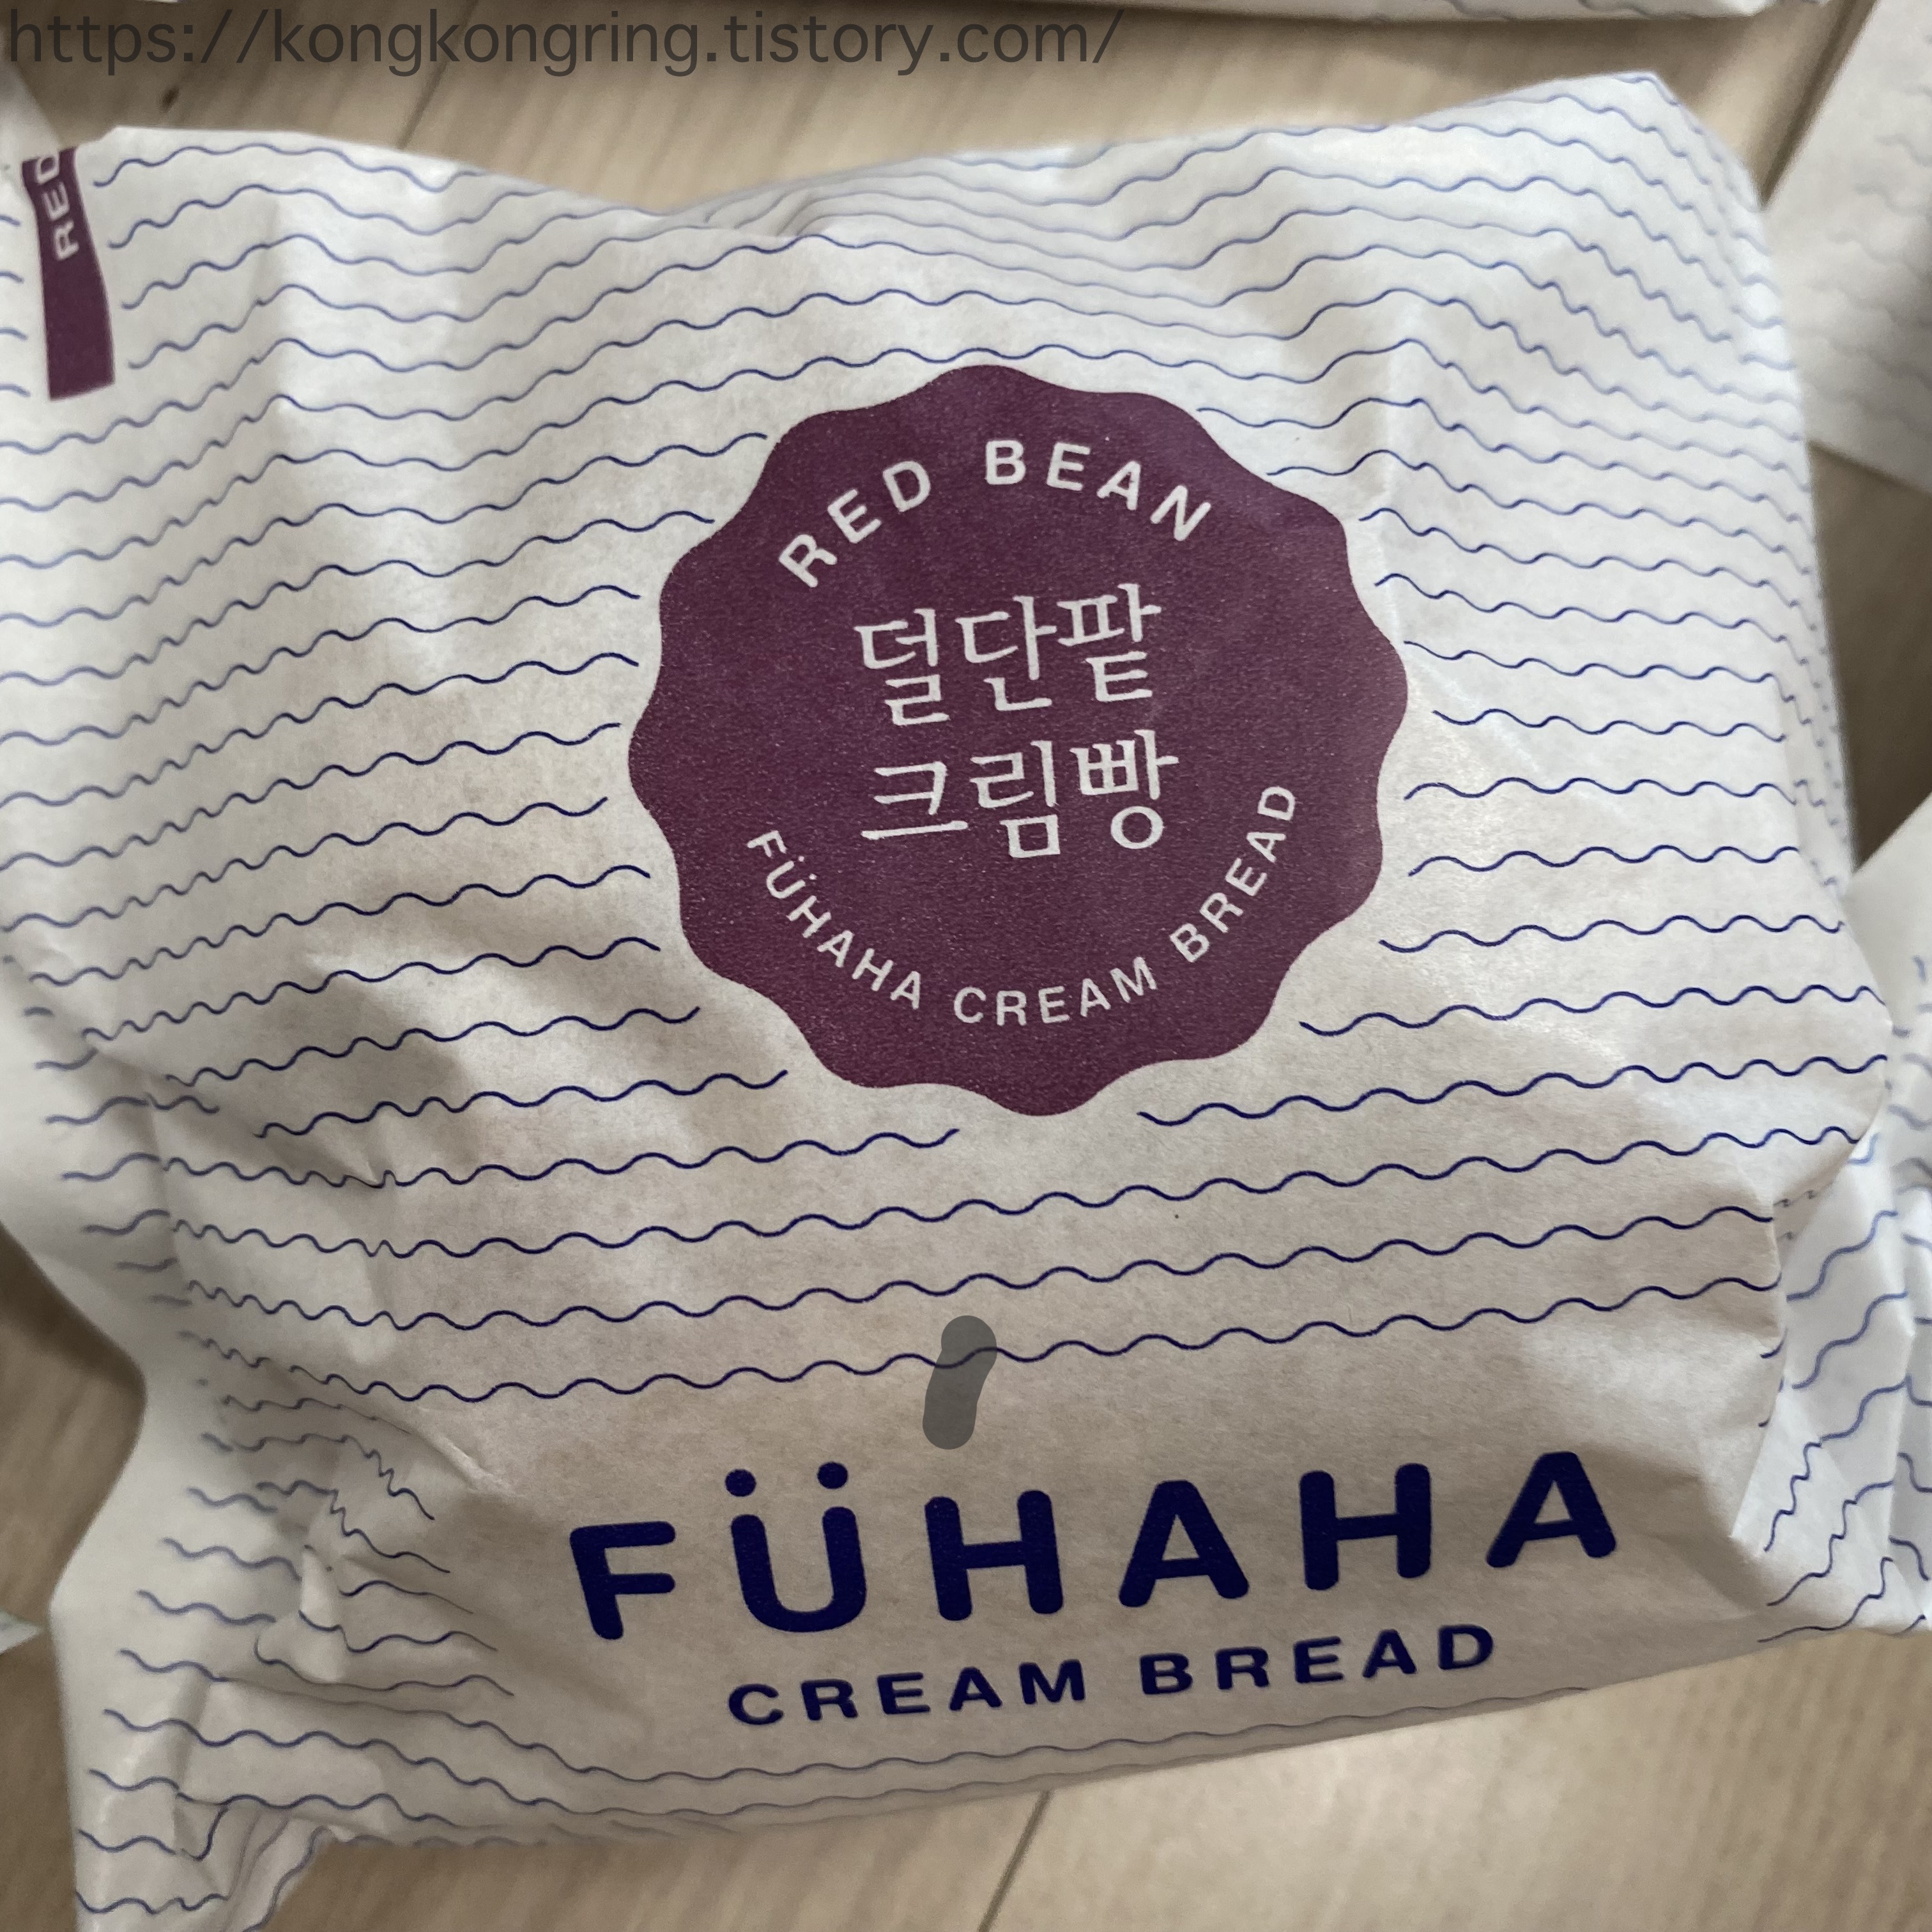 https://kongkongring.tistory.com/
RED
RED BEAN
덜단팥
크림빵
FÜHAHA CREAM BREAD
FÜHAHA
CREAM BREAD